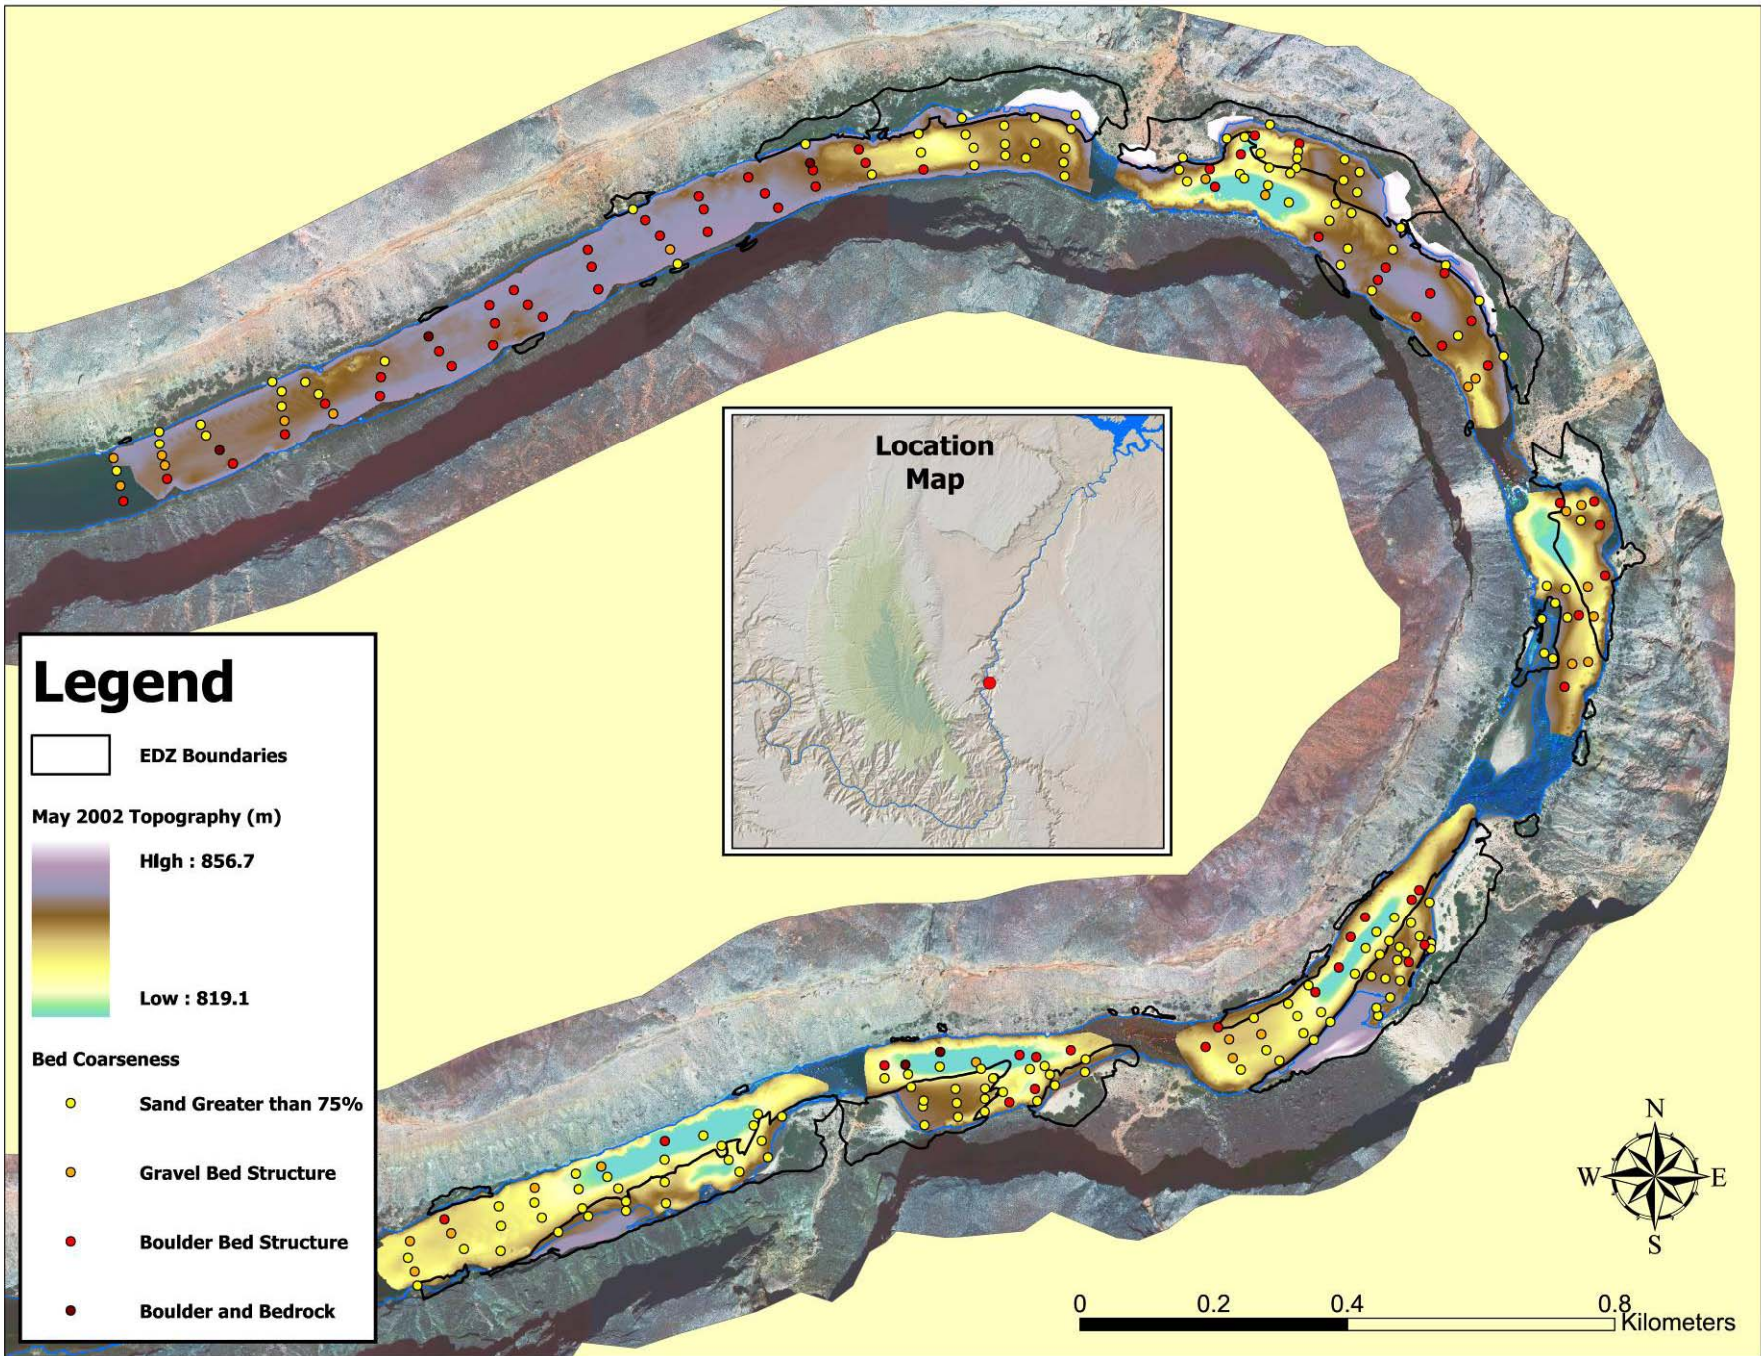 Location
Map
Legend
EDZ Boundaries
May 2002 Topography (m)
High : 856.7
Low : 819.1
Bed Coarseness
Sand Greater than 75%
Gravel Bed Structure
Boulder Bed Structure
Boulder and Bedrock
N
W E
S
0 0.2 0.4 0.8
Kilometers